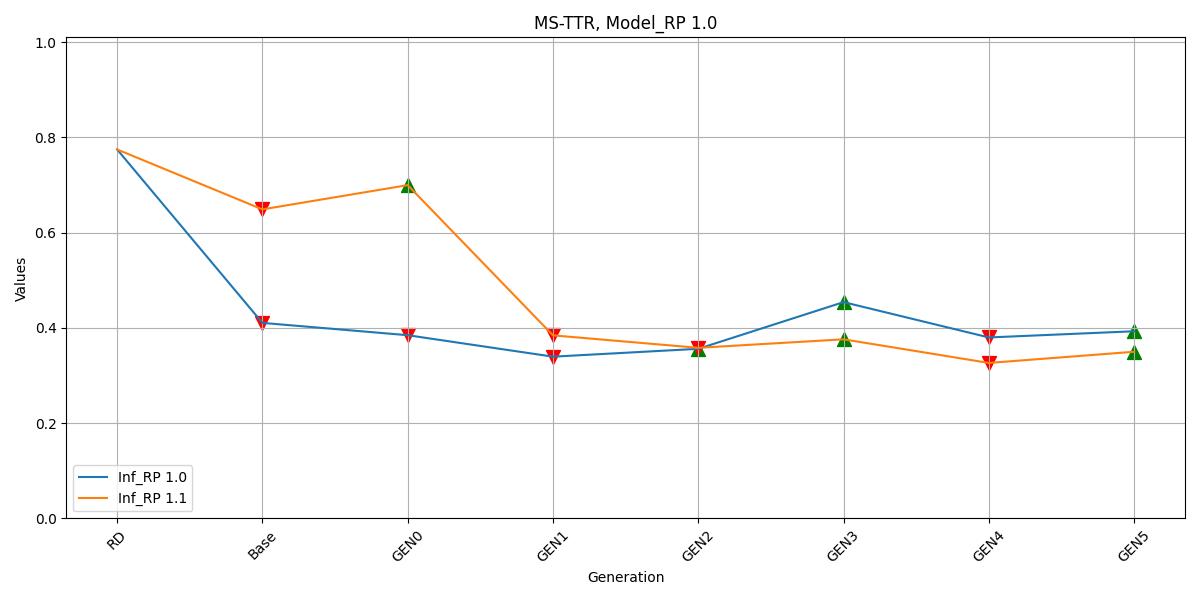 MS-TTR, Model_RP 1.0
Values
1.0
0.8
0.6
0.4
0.2
0.0
Inf_RP 1.0
Inf_RP 1.1
RD
Base
GEN0
GEN1
GEN2
GEN3
GEN4
GEN5
Generation